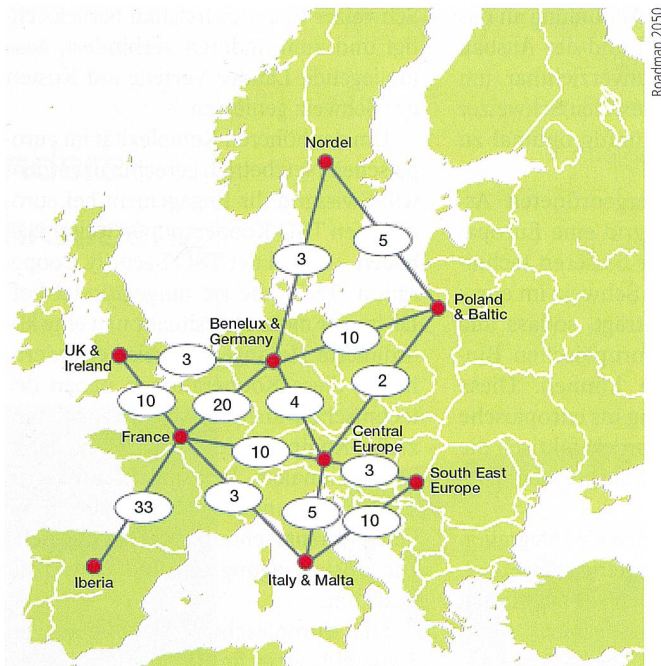 Roadmap 2050
Nordel
3
5
Poland
& Baltic
Benelux &
Germany
10
UK &
Ireland
3
2
10
20
4
France
10
Central
Europe
3
South East
Europe
33
3
5
10
Iberia
Italy & Malta